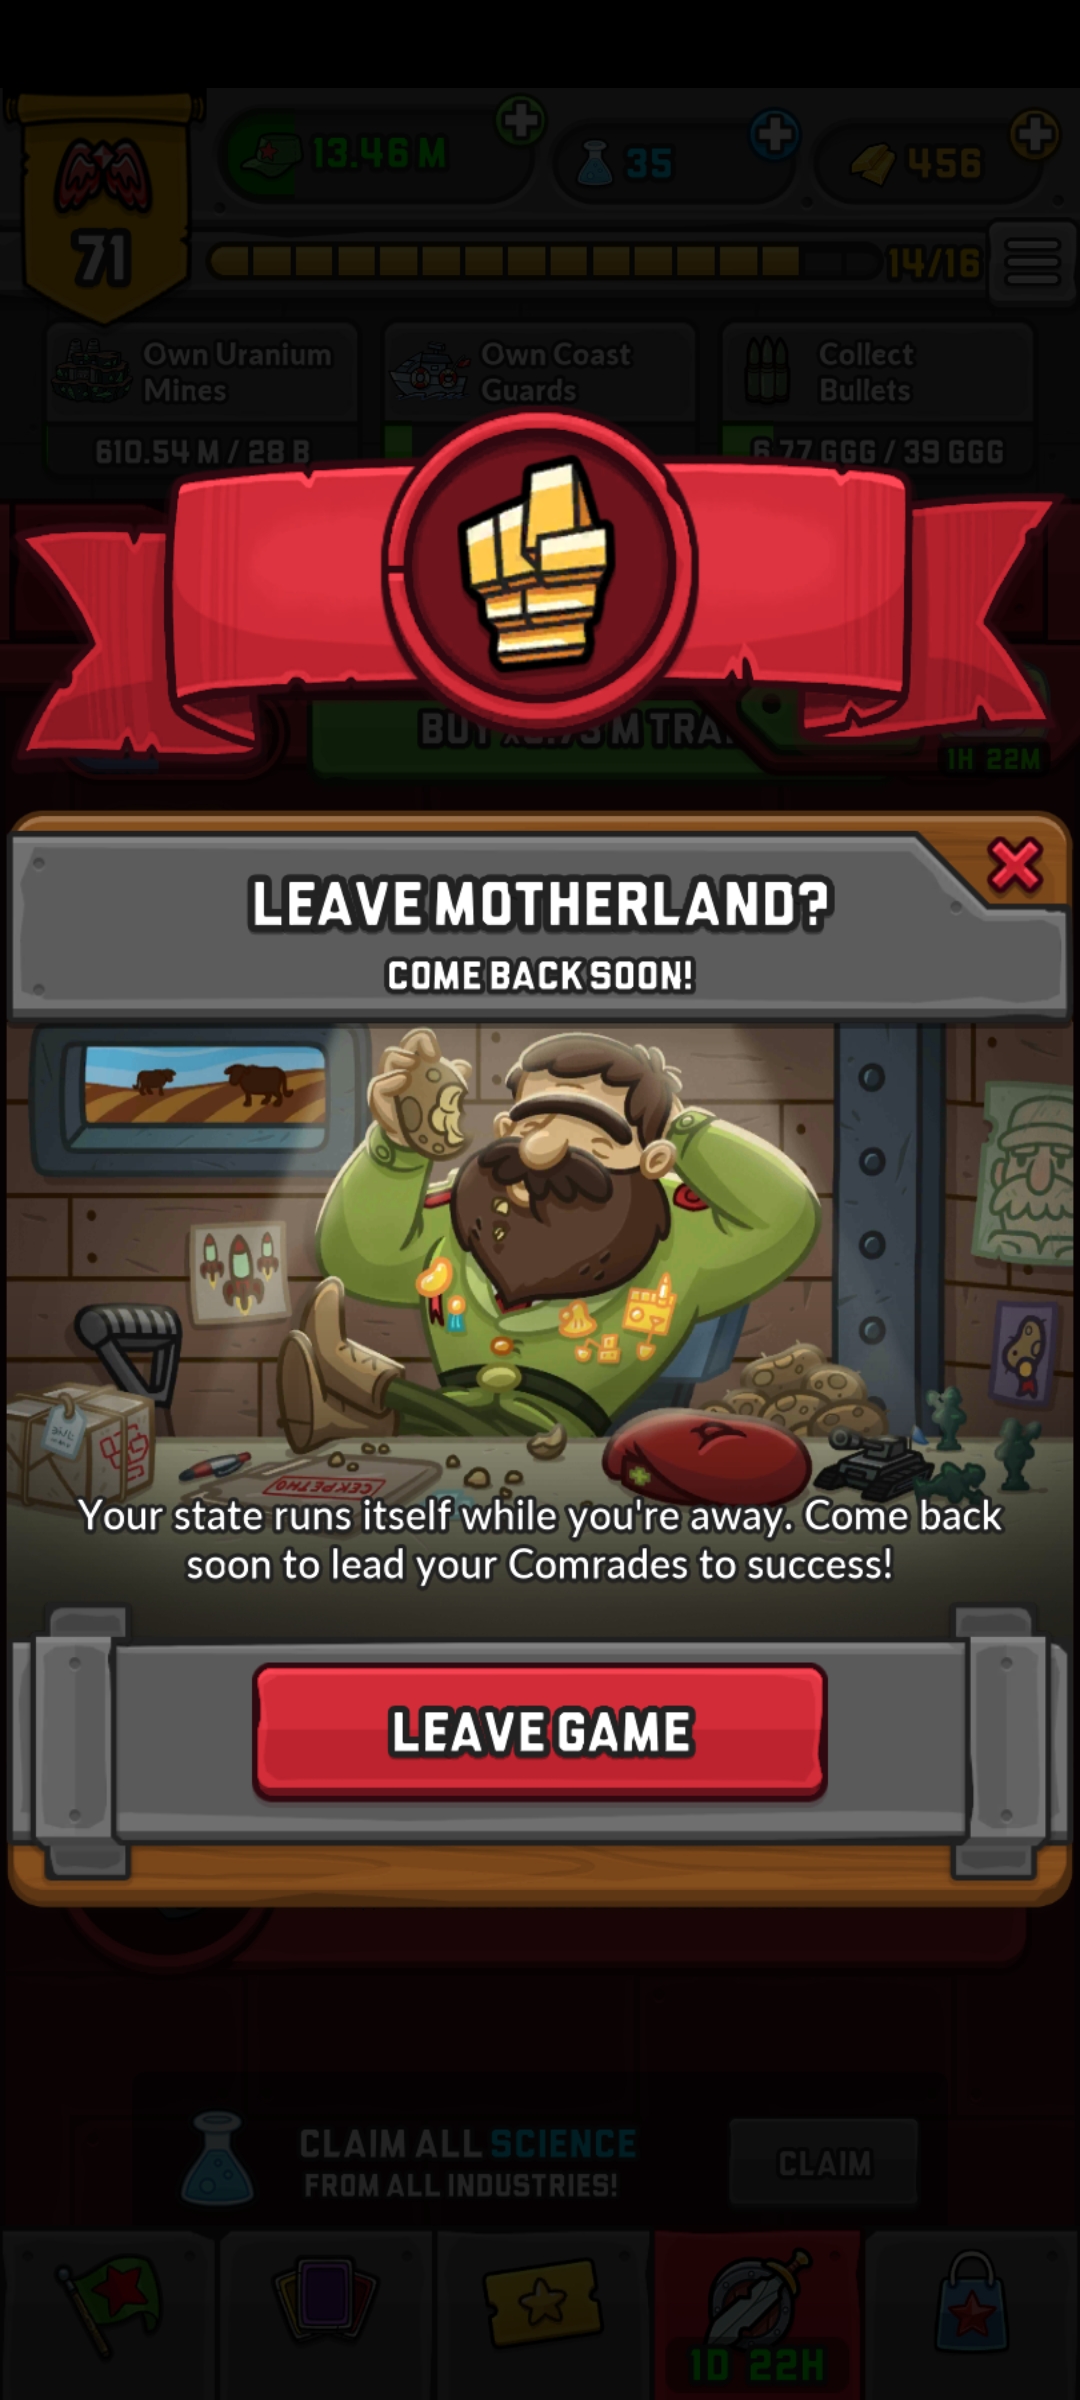 13.46 M
35
456
71
14/16
Own Uranium
Mines
Own Coast
Guards
Collect
Bullets
610.54 M / 28 B
6.77 GGG / 39 GGG
1H 22M
LEAVE MOTHERLAND?
COME BACK SOON!
СЕКРЕТНО
Your state runs itself while you're away. Come back
soon to lead your Comrades to success!
LEAVE GAME
CLAIM ALL SCIENCE
FROM ALL INDUSTRIES!
CLAIM
1D 22H